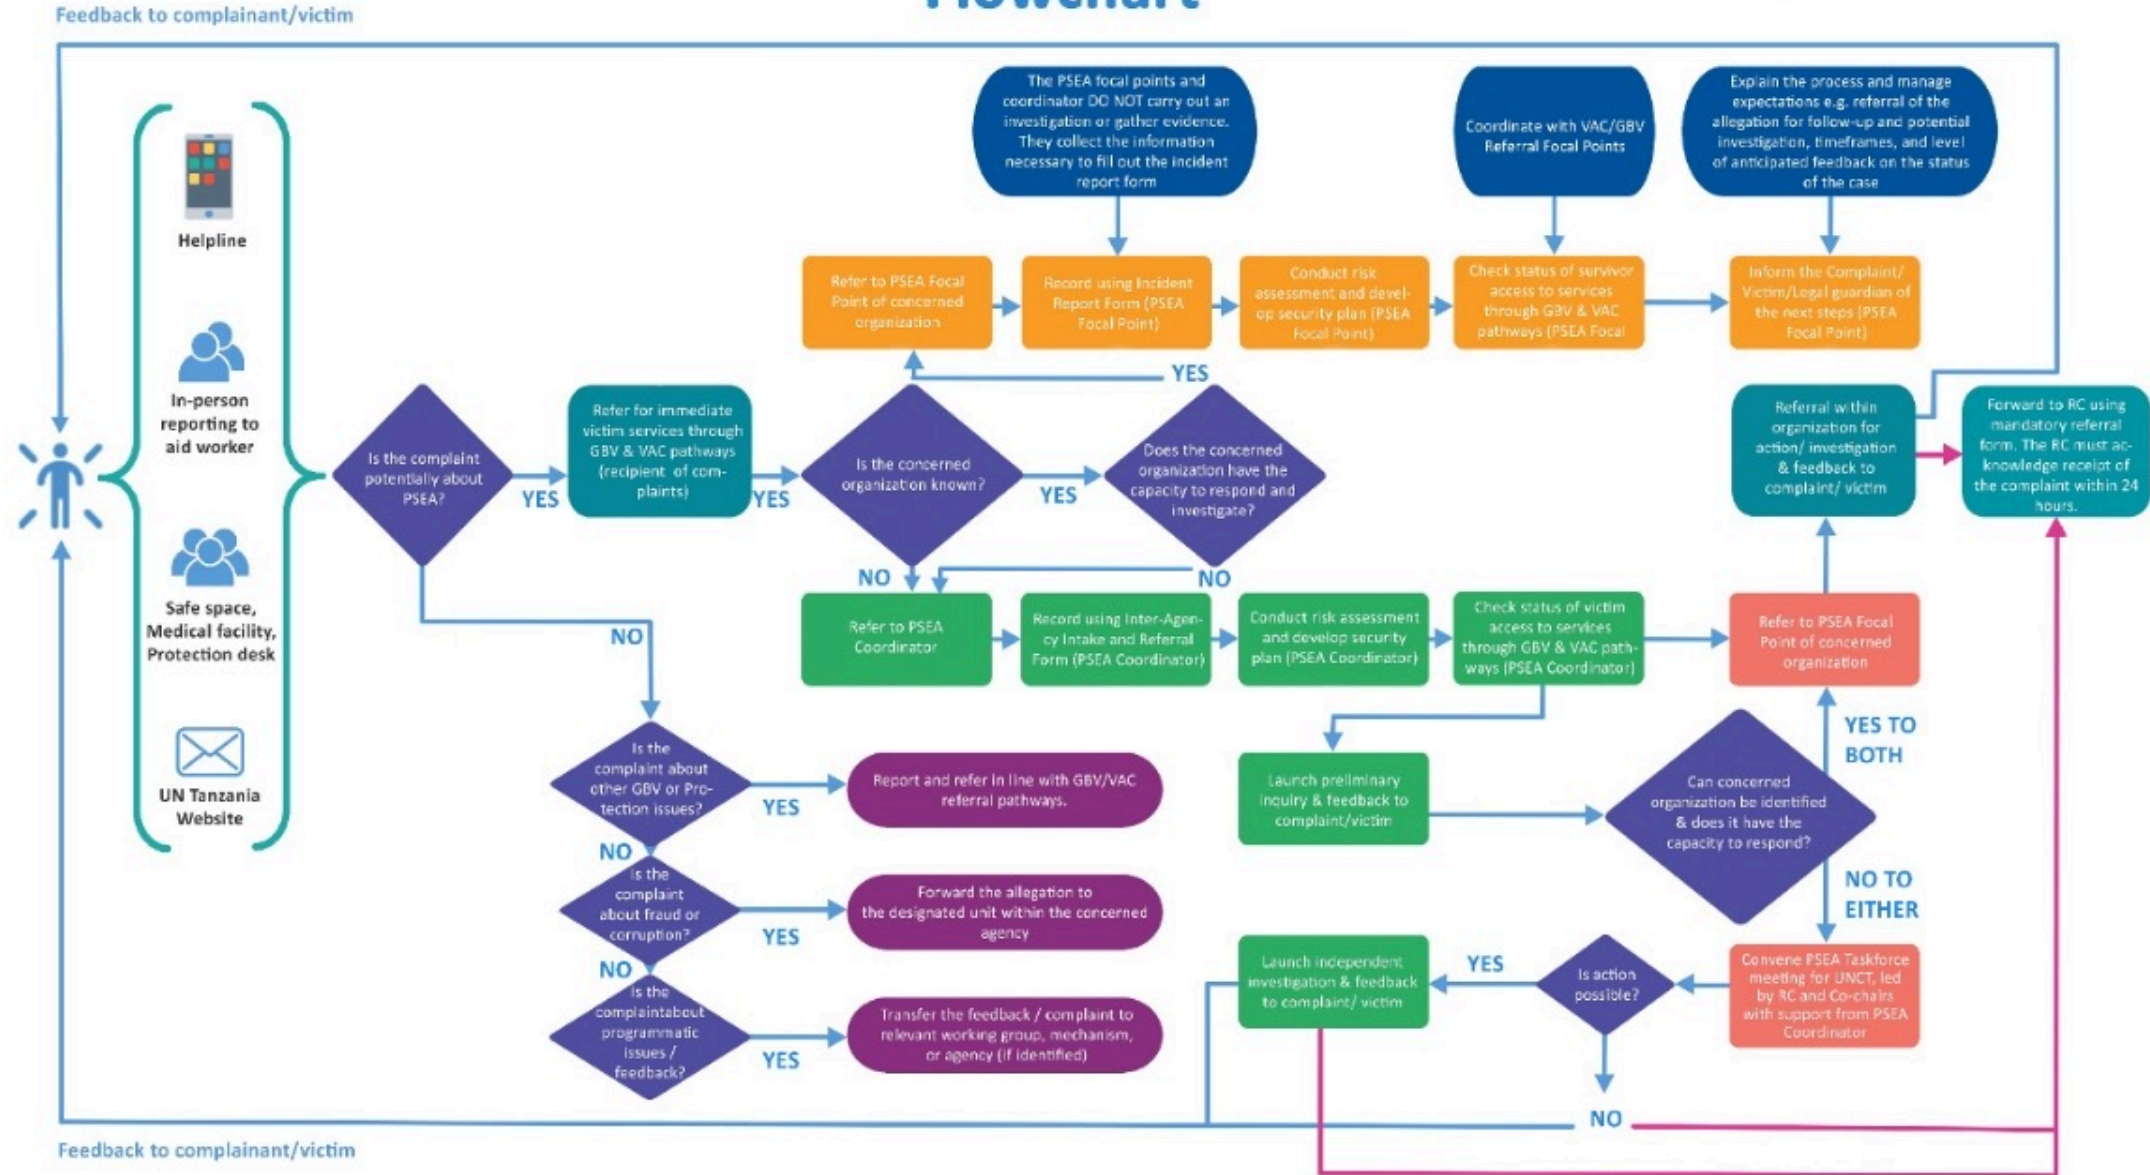 Flowchart
Feedback to complainant/victim
Helpline
In-person
reporting to
aid worker
Safe space,
Medical facility,
Protection desk
UN Tanzania
Website
The PSEA focal points and
coordinator DO NOT carry out an
investigation or gather evidence.
They collect the information
necessary to fill out the incident
report form
Coordinate with VAC/GBV
Referral Focal Points
Explain the process and manage
expectations e.g. referral of the
allegation for follow-up and potential
investigation, timeframes, and level
of anticipated feedback on the status
of the case
Refer to PSEA Focal
Point of concerned
organization
Record using Incident
Report Form (PSEA
Focal Point)
Conduct risk
assessment and devel-
op security plan (PSEA
Focal Point)
Check status of survivor
access to services
through GBV & VAC
pathways (PSEA Focal
Inform the Complaint/
Victim/Legal guardian of
the next steps (PSEA
Focal Point)
YES
Is the complaint
potentially about
PSEA?
YES
Refer for immediate
victim services through
GBV & VAC pathways
(recipient of com-
plaints)
YES
Is the concerned
organization known?
YES
Does the concerned
organization have the
capacity to respond and
investigate?
Referral within
organization for
action/ investigation
& feedback to
complaint/ victim
Forward to RC using
mandatory referral
form. The RC must ac-
knowledge receipt of
the complaint within 24
hours.
NO
NO
NO
Refer to PSEA
Coordinator
Record using Inter-Agen-
cy Intake and Referral
Form (PSEA Coordinator)
Conduct risk assessment
and develop security
plan (PSEA Coordinator)
Check status of victim
access to services
through GBV & VAC path-
ways (PSEA Coordinator)
Refer to PSEA Focal
Point of concerned
organization
YES TO
BOTH
Is the
complaint about
other GBV or Pro-
tection issues?
YES
Report and refer in line with GBV/VAC
referral pathways.
Launch preliminary
inquiry & feedback to
complaint/victim
Can concerned
organization be identified
& does it have the
capacity to respond?
NO TO
EITHER
NO
Is the
complaint
about fraud or
corruption?
YES
Forward the allegation to
the designated unit within the concerned
agency
NO
Is the
complaintabout
programmatic
issues /
feedback?
YES
Transfer the feedback / complaint to
relevant working group, mechanism,
or agency (if identified)
Launch independent
investigation & feedback
to complaint/ victim
YES
Is action
possible?
Convene PSEA Taskforce
meeting for UNCT, led
by RC and Co-chairs
with support from PSEA
Coordinator
NO
Feedback to complainant/victim